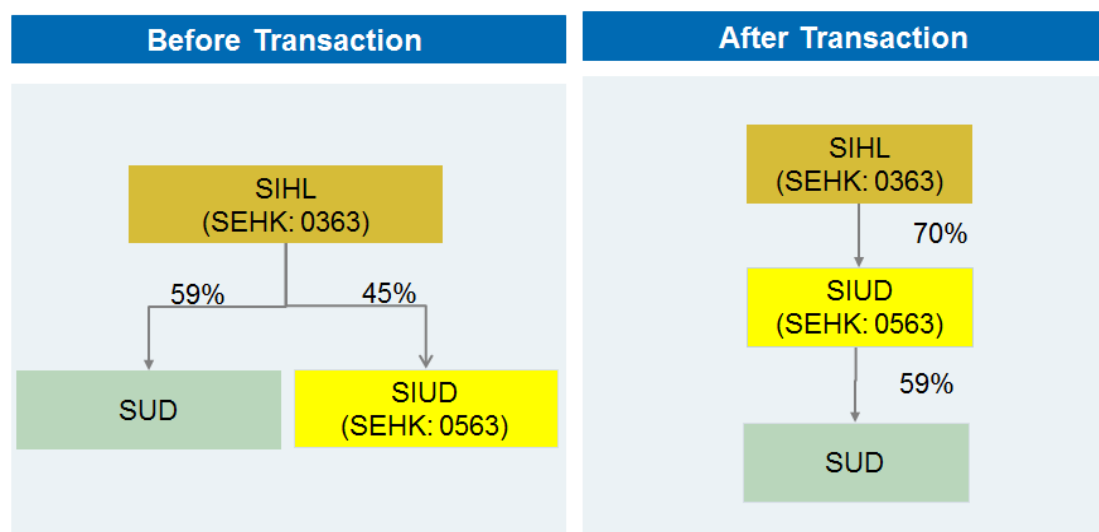 Before Transaction
SIHL
(SEHK: 0363)
59%
45%
SUD
SIUD
(SEHK: 0563)
After Transaction
SIHL
(SEHK: 0363)
70%
SIUD
(SEHK: 0563)
59%
SUD